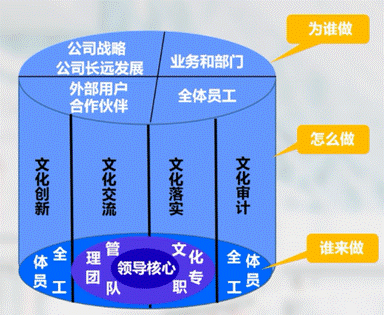 为谁做
公司战略
公司长远发展
业务和部门
外部用户
合作伙伴
全体员工
怎么做
文化创新
文化交流
文化落实
文化审计
谁来做
全体员工
管理团队
领导核心
文化专职
全体员工